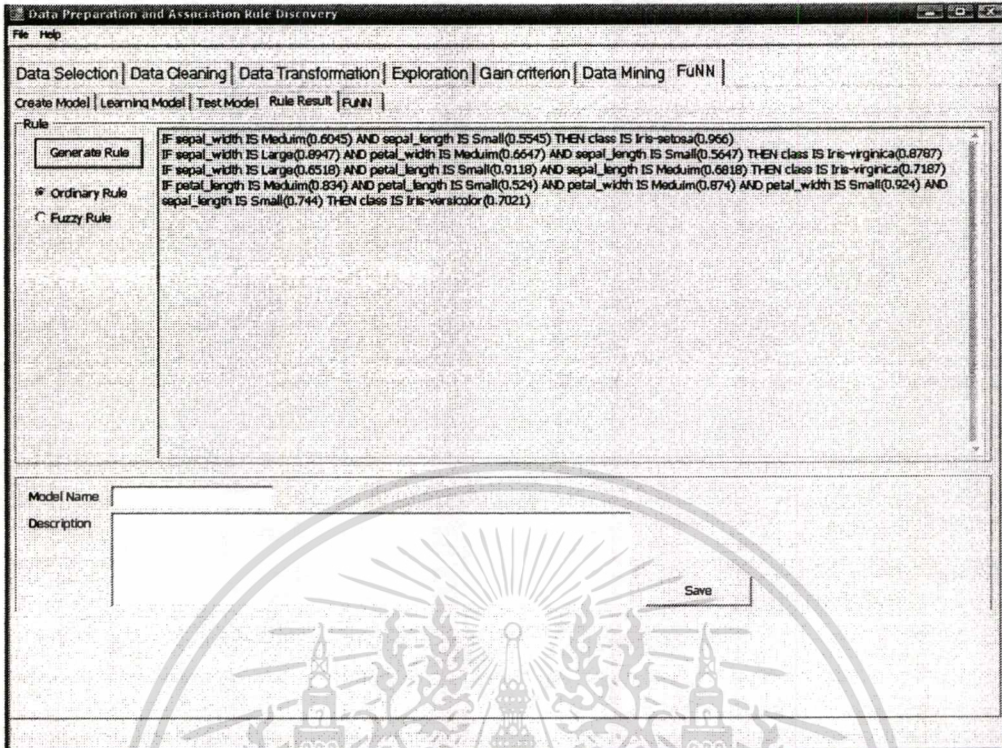 Data Preparation and Association Rule Discovery
File Help
Data Selection Data Cleaning Data Transformation Exploration Gain criterion Data Mining FuNN
Create Model Learning Model Test Model Rule Result FuNN
Rule
Generate Rule
Ordinary Rule
Fuzzy Rule
IF sepal_width IS Meduim(0.6045) AND sepal_length IS Small(0.5545) THEN class IS Iris-setosa(0.966)
IF sepal_width IS Large(0.8947) AND petal_width IS Meduim(0.6647) AND sepal_length IS Small(0.5647) THEN class IS Iris-virginica(0.8787)
IF sepal_width IS Large(0.6518) AND petal_length IS Small(0.9118) AND sepal_length IS Meduim(0.6818) THEN class IS Iris-virginica(0.7187)
IF petal_length IS Meduim(0.834) AND petal_length IS Small(0.524) AND petal_width IS Meduim(0.874) AND petal_width IS Small(0.924) AND
sepal_length IS Small(0.744) THEN class IS Iris-versicolor(0.7021)
Model Name
Description
Save